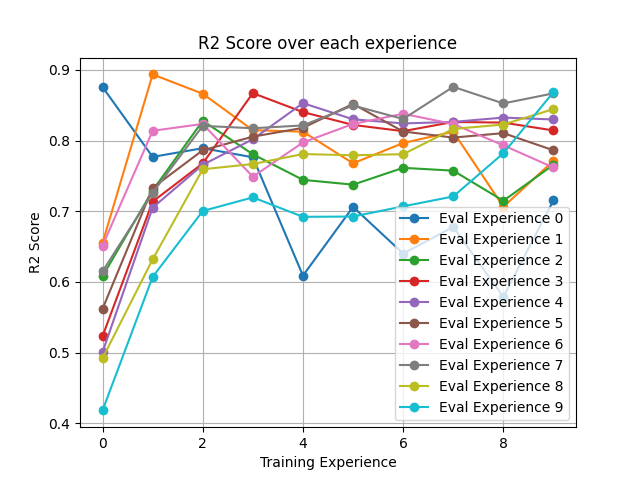 R2 Score over each experience
R2 Score
0.9
0.8
0.7
0.6
0.5
0.4
0
2
4
6
8
Training Experience
Eval Experience 0
Eval Experience 1
Eval Experience 2
Eval Experience 3
Eval Experience 4
Eval Experience 5
Eval Experience 6
Eval Experience 7
Eval Experience 8
Eval Experience 9